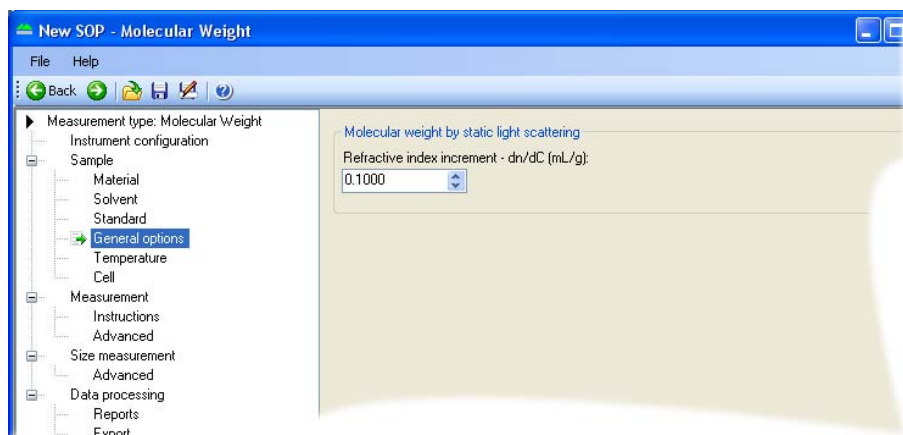 New SOP - Molecular Weight
File Help
Back
Measurement type: Molecular Weight
Instrument configuration
Sample
Material
Solvent
Standard
General options
Temperature
Cell
Measurement
Instructions
Advanced
Size measurement
Advanced
Data processing
Reports
Export
Molecular weight by static light scattering
Refractive index increment - dn/dC (mL/g):
0.1000